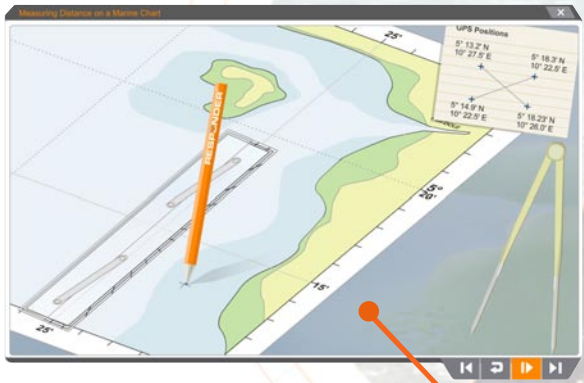 Measuring Distance on a Marine Chart
GPS Positions
5° 13.2' N
10° 27.5' E
5° 18.3' N
10° 22.5' E
5° 14.9' N
10° 22.5' E
5° 18.23' N
10° 26.0' E
25'
RESPONDER
5°
20'
15'
25'